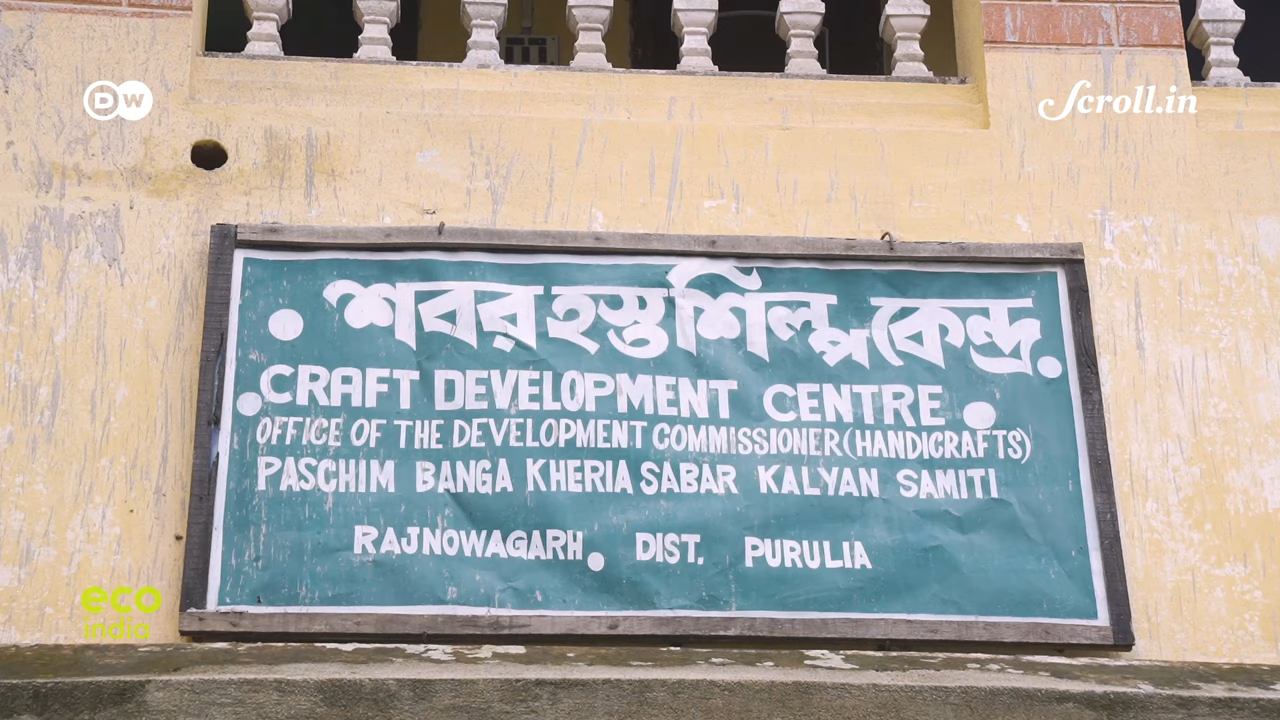 DW
Scroll.in
শবর হস্তশিল্প কেন্দ্র
CRAFT DEVELOPMENT CENTRE
OFFICE OF THE DEVELOPMENT COMMISSIONER (HANDICRAFTS)
PASCHIM BANGA KHERIA SABAR KALYAN SAMITI
RAJNOWAGARH. DIST. PURULIA
eco
india